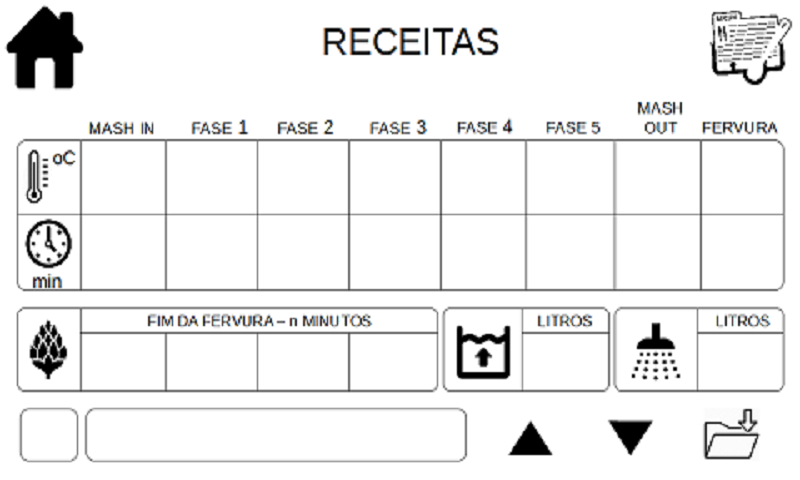 RECEITAS
MASH IN FASE 1 FASE 2 FASE 3 FASE 4 FASE 5 MASH OUT FERVURA
oC
min
FIM DA FERVURA – n MINUTOS LITROS LITROS